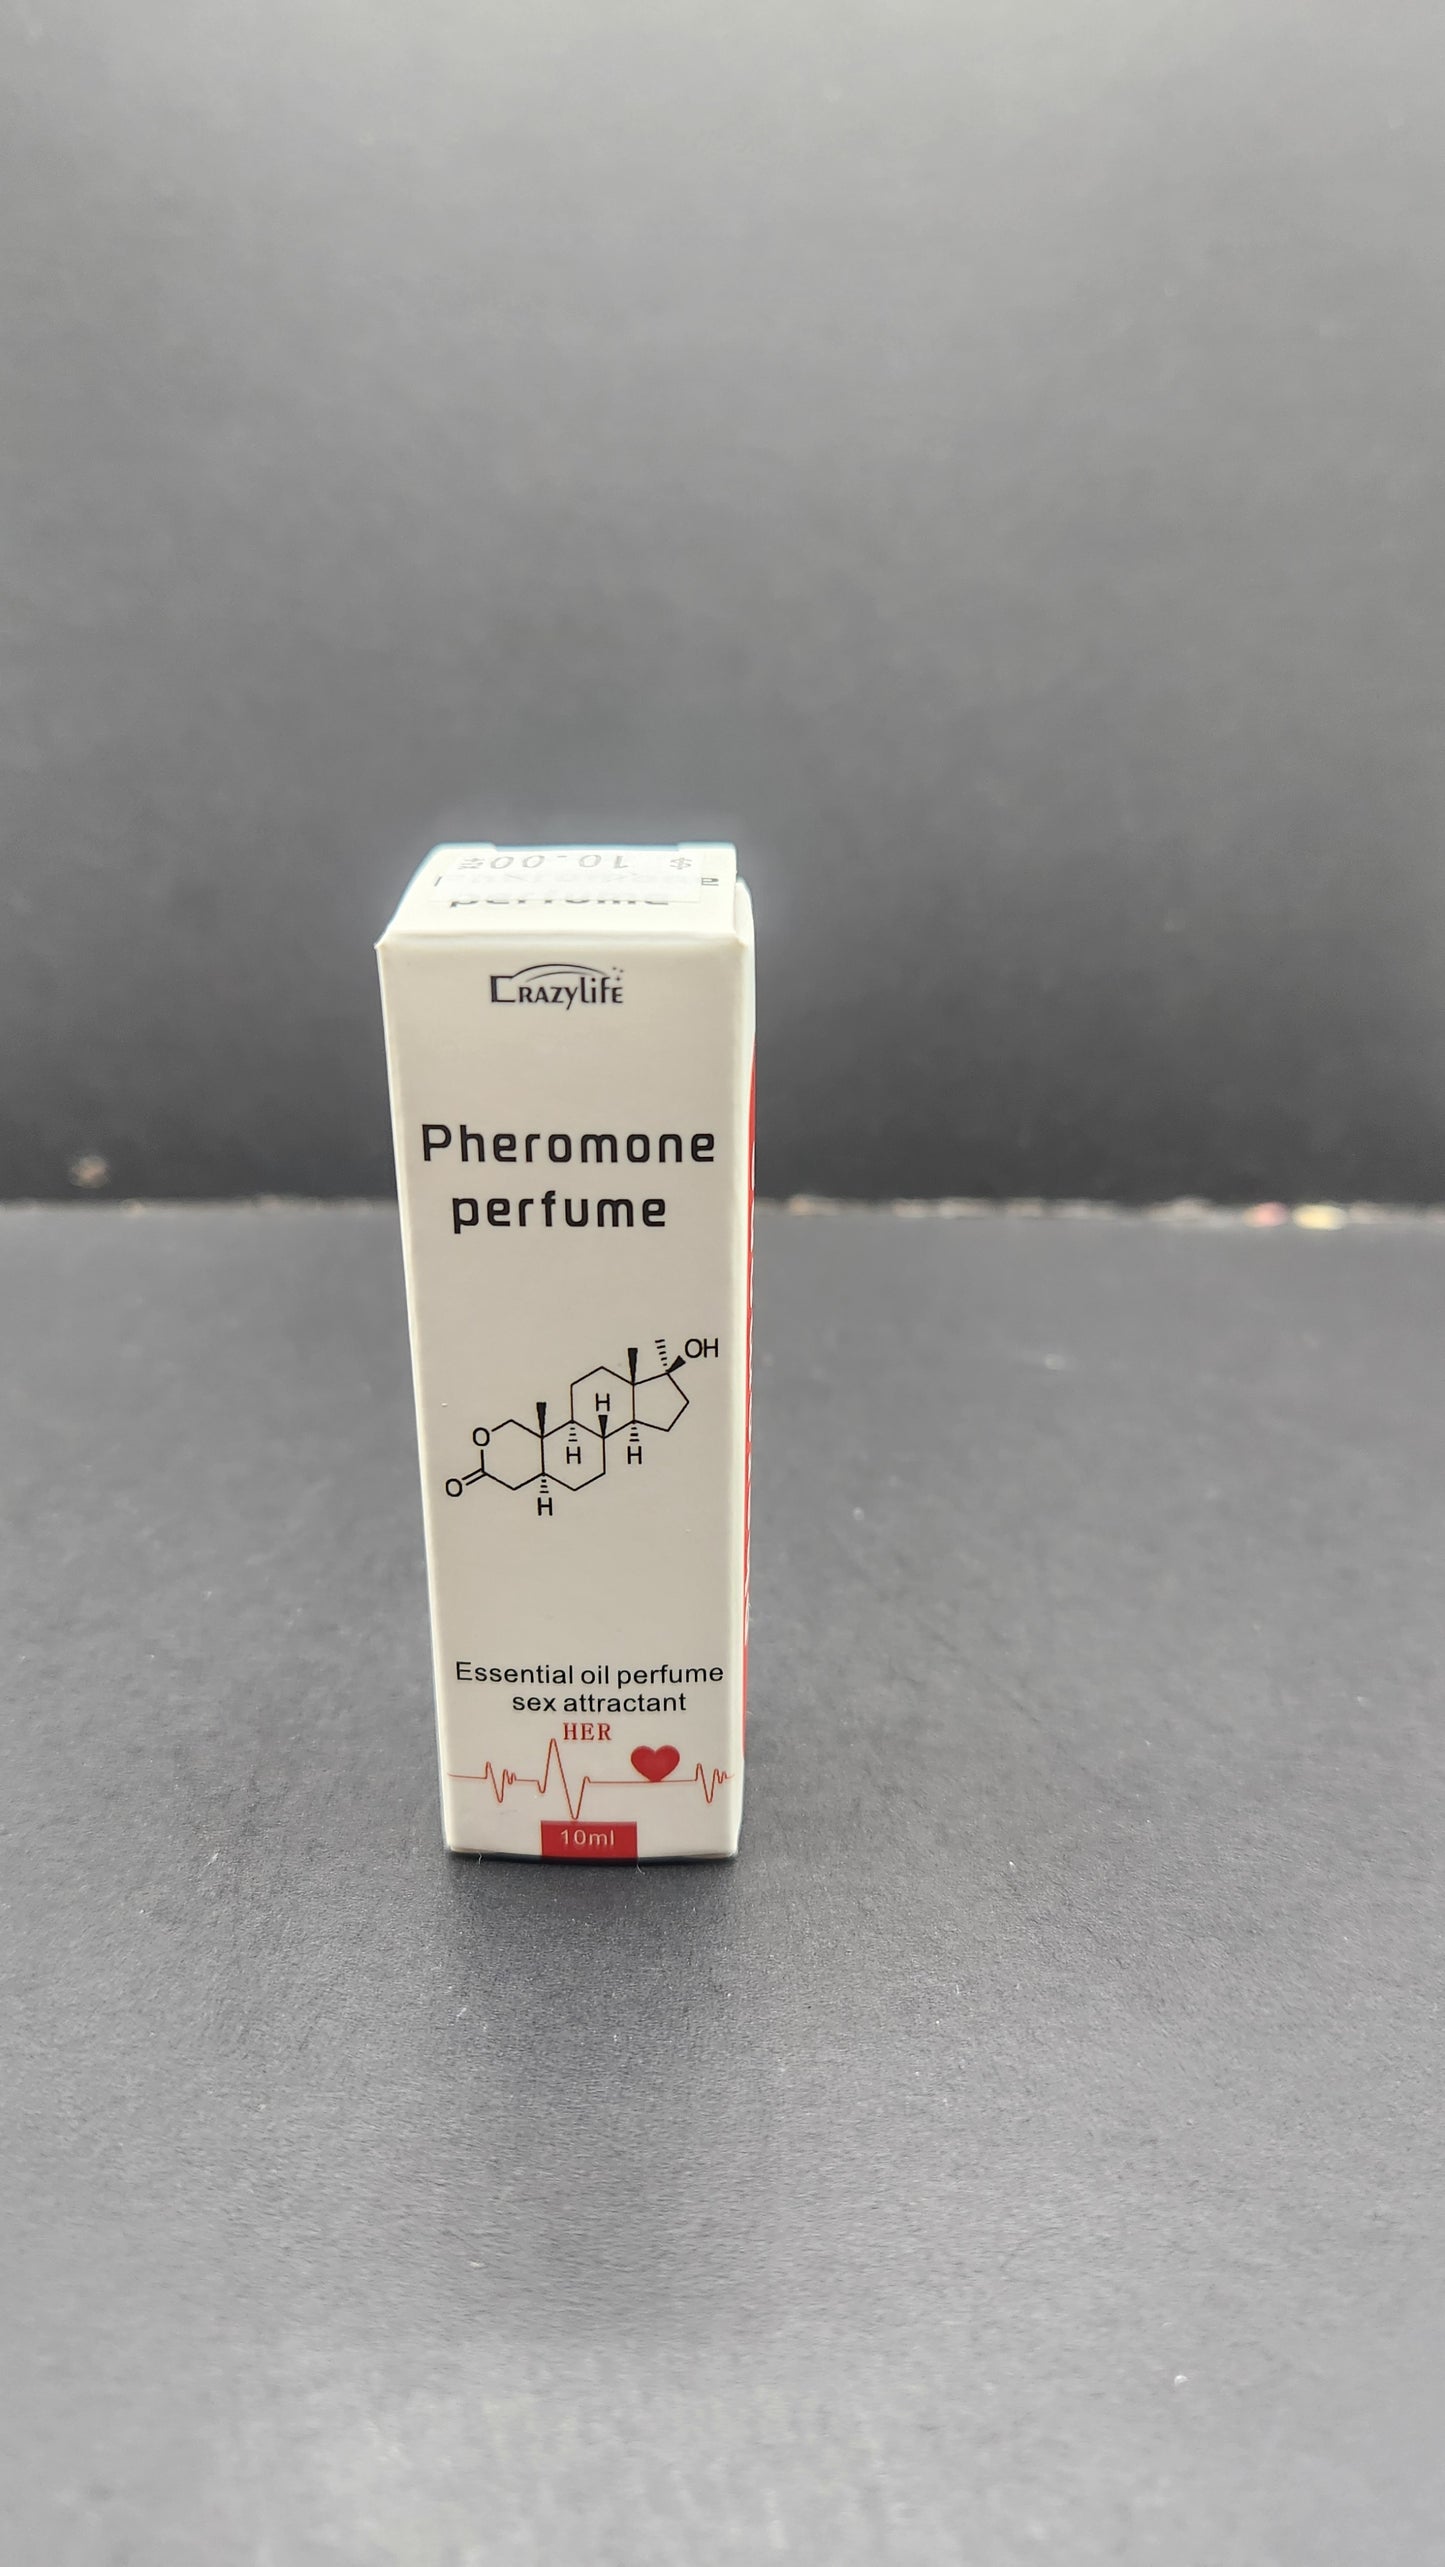 $ 10.00
perfume
CRAZylife
Pheromone
perfume
OH
H
O
H
H
O
H
Essential oil perfume
sex attractant
HER
10ml